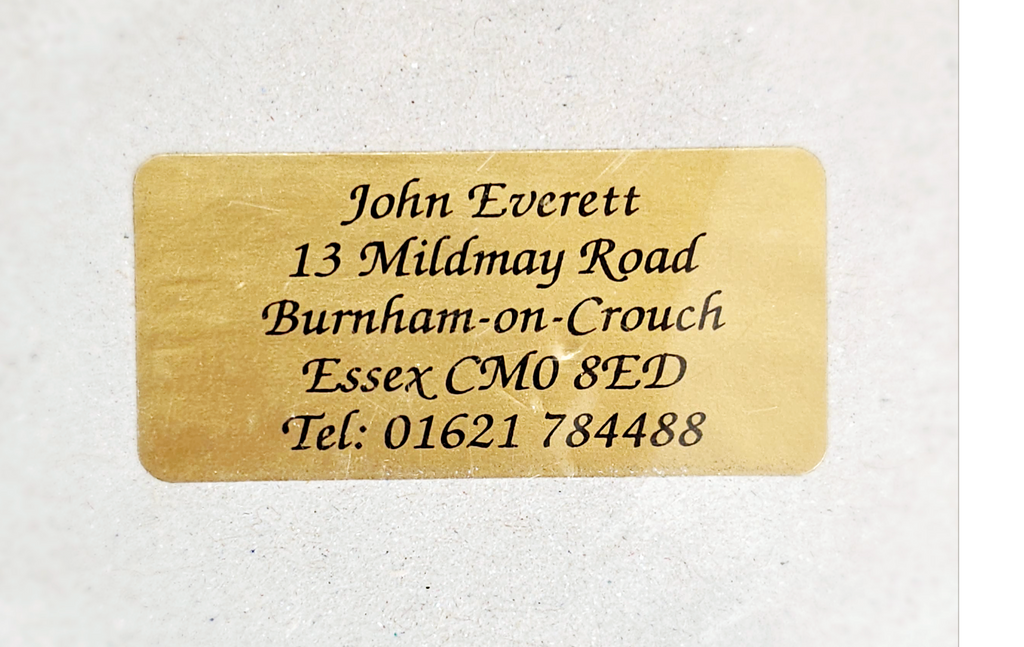 John Everett
13 Mildmay Road
Burnham-on-Crouch
Essex CM0 8ED
Tel: 01621 784488